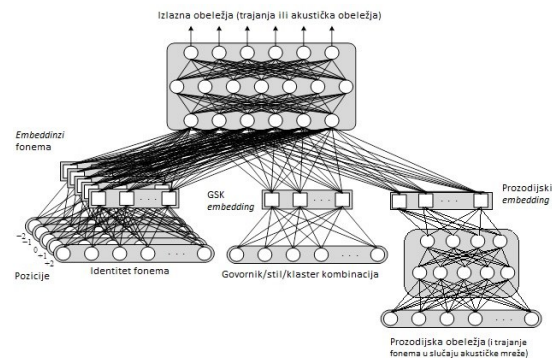 Izlazna obeležja (trajanja ili akustička obeležja)
Embeddinzi
fonema
GSK
embedding
Prozodijski
embedding
−2
−1
0
+1
+2
Pozicije
Identitet fonema
Govornik/stil/klaster kombinacija
Prozodijska obeležja (i trajanje
fonema u slučaju akustičke mreže)